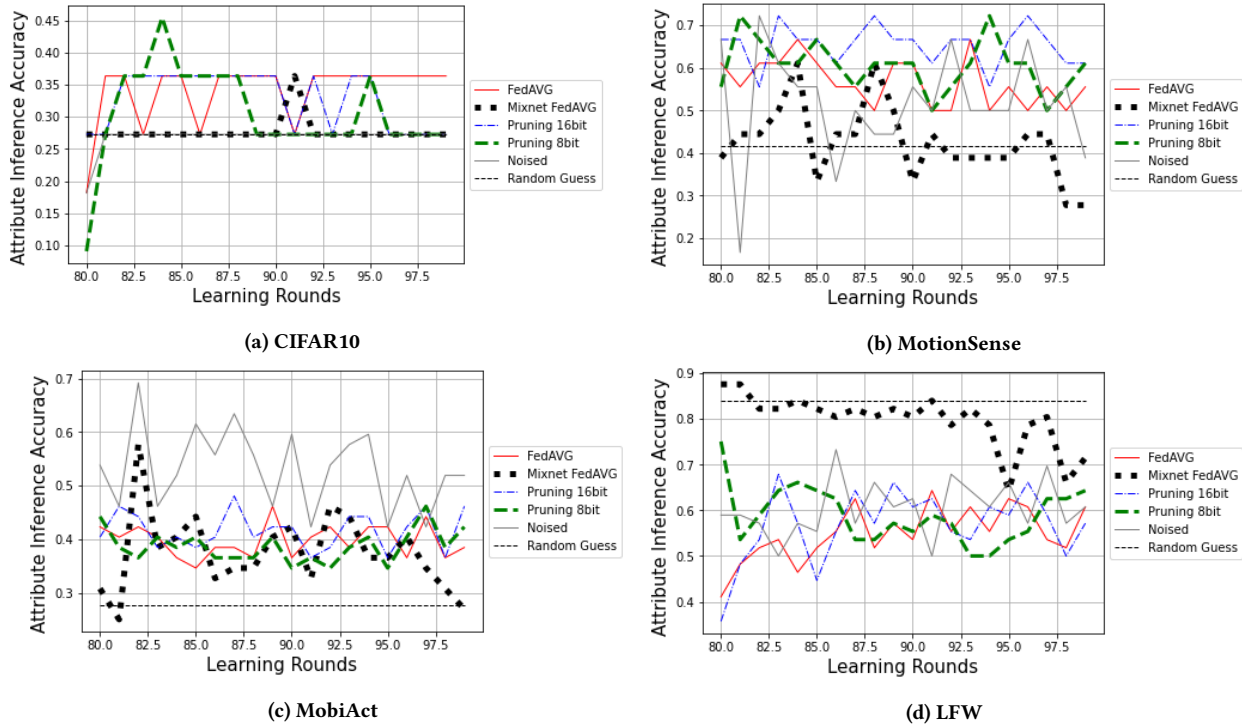 Attribute Inference Accuracy
0.45
0.40
0.35
0.30
0.25
0.20
0.15
0.10
80.0 82.5 85.0 87.5 90.0 92.5 95.0 97.5
Learning Rounds
FedAVG
Mixnet FedAVG
Pruning 16bit
Pruning 8bit
Noised
Random Guess
(a) CIFAR10
Attribute Inference Accuracy
0.7
0.6
0.5
0.4
0.3
0.2
80.0 82.5 85.0 87.5 90.0 92.5 95.0 97.5
Learning Rounds
FedAVG
Mixnet FedAVG
Pruning 16bit
Pruning 8bit
Noised
Random Guess
(b) MotionSense
Attribute Inference Accuracy
0.7
0.6
0.5
0.4
0.3
80.0 82.5 85.0 87.5 90.0 92.5 95.0 97.5
Learning Rounds
FedAVG
Mixnet FedAVG
Pruning 16bit
Pruning 8bit
Noised
Random Guess
(c) MobiAct
Attribute Inference Accuracy
0.9
0.8
0.7
0.6
0.5
0.4
80.0 82.5 85.0 87.5 90.0 92.5 95.0 97.5
Learning Rounds
FedAVG
Mixnet FedAVG
Pruning 16bit
Pruning 8bit
Noised
Random Guess
(d) LFW